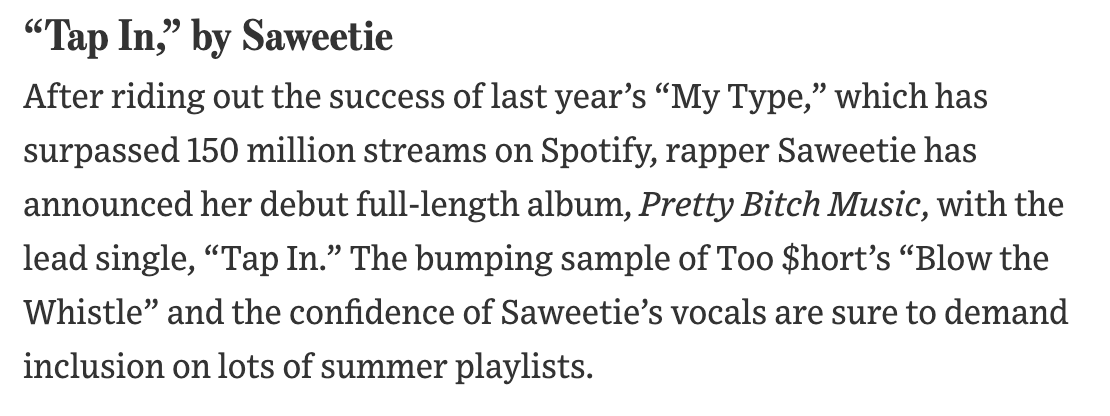 “Tap In,” by Saweetie
After riding out the success of last year’s “My Type,” which has
surpassed 150 million streams on Spotify, rapper Saweetie has
announced her debut full-length album, Pretty Bitch Music, with the
lead single, “Tap In.” The bumping sample of Too $hort’s “Blow the
Whistle” and the confidence of Saweetie’s vocals are sure to demand
inclusion on lots of summer playlists.